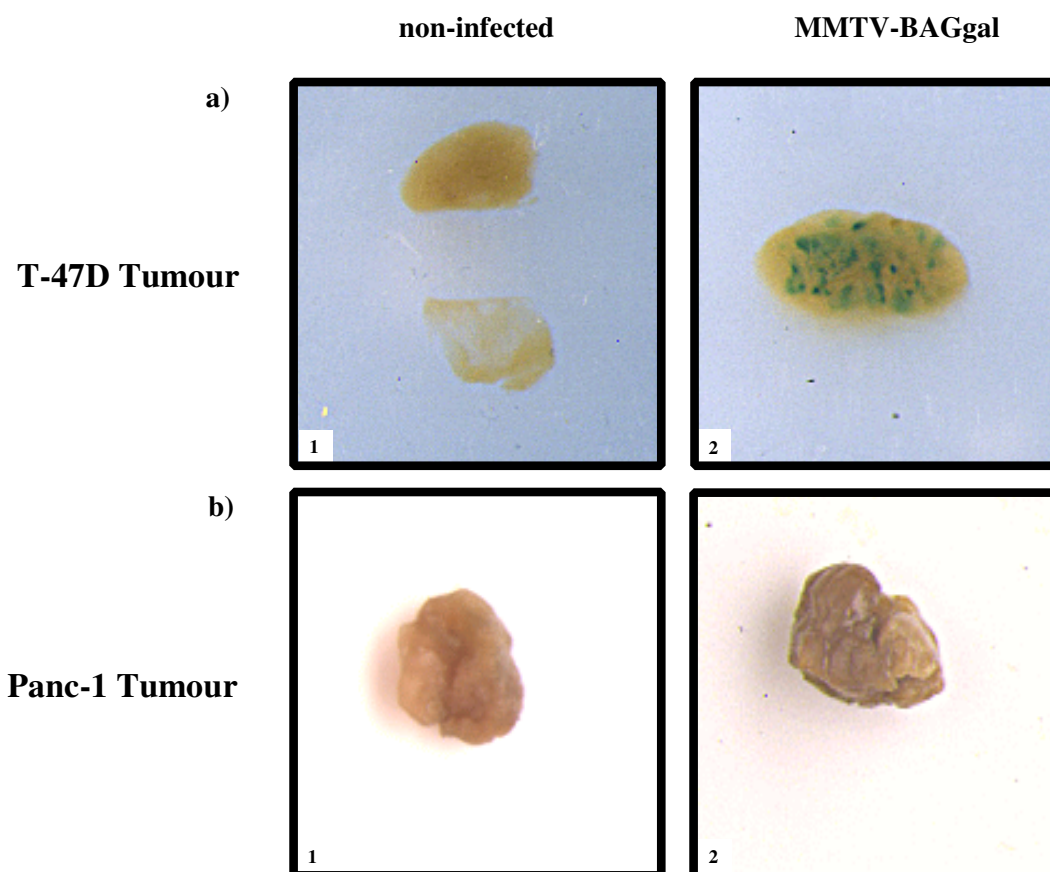 non-infected MMTV-BAGgal
a)
T-47D Tumour
1 2
b)
Panc-1 Tumour
1 2